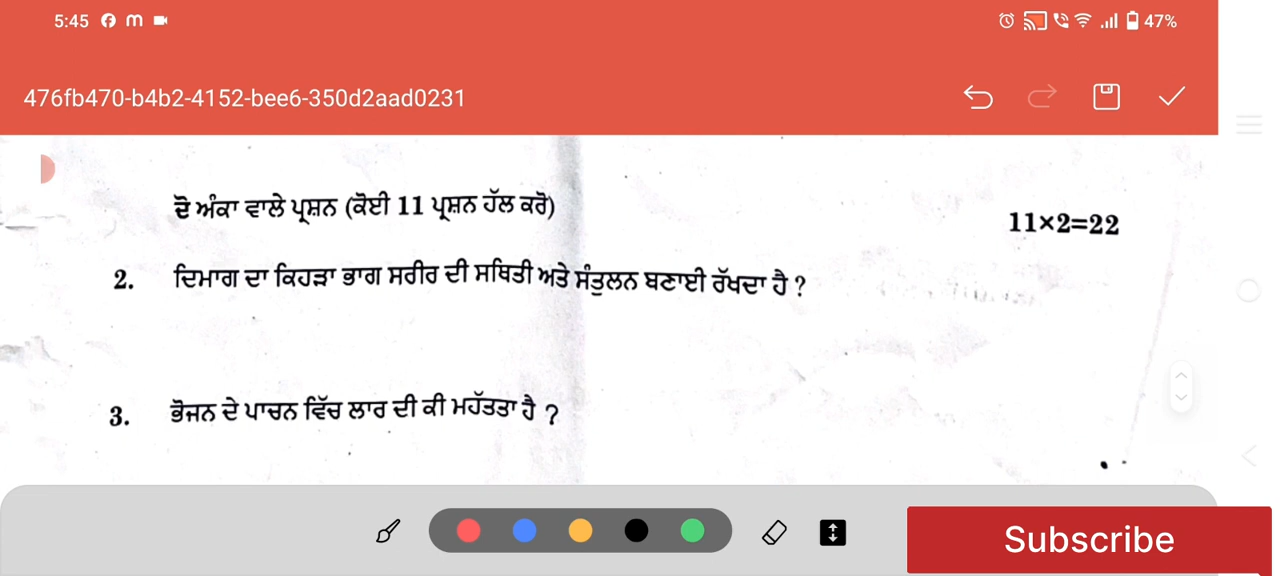 5:45
47%
476fb470-b4b2-4152-bee6-350d2aad0231
ਦੋ ਅੰਕਾ ਵਾਲੇ ਪ੍ਰਸ਼ਨ (ਕੋਈ 11 ਪ੍ਰਸ਼ਨ ਹੱਲ ਕਰੋ)
11×2=22
2. ਦਿਮਾਗ ਦਾ ਕਿਹੜਾ ਭਾਗ ਸਰੀਰ ਦੀ ਸਥਿਤੀ ਅਤੇ ਸੰਤੁਲਨ ਬਣਾਈ ਰੱਖਦਾ ਹੈ ?
3. ਭੋਜਨ ਦੇ ਪਾਚਨ ਵਿੱਚ ਲਾਰ ਦੀ ਕੀ ਮਹੱਤਤਾ ਹੈ ?
Subscribe